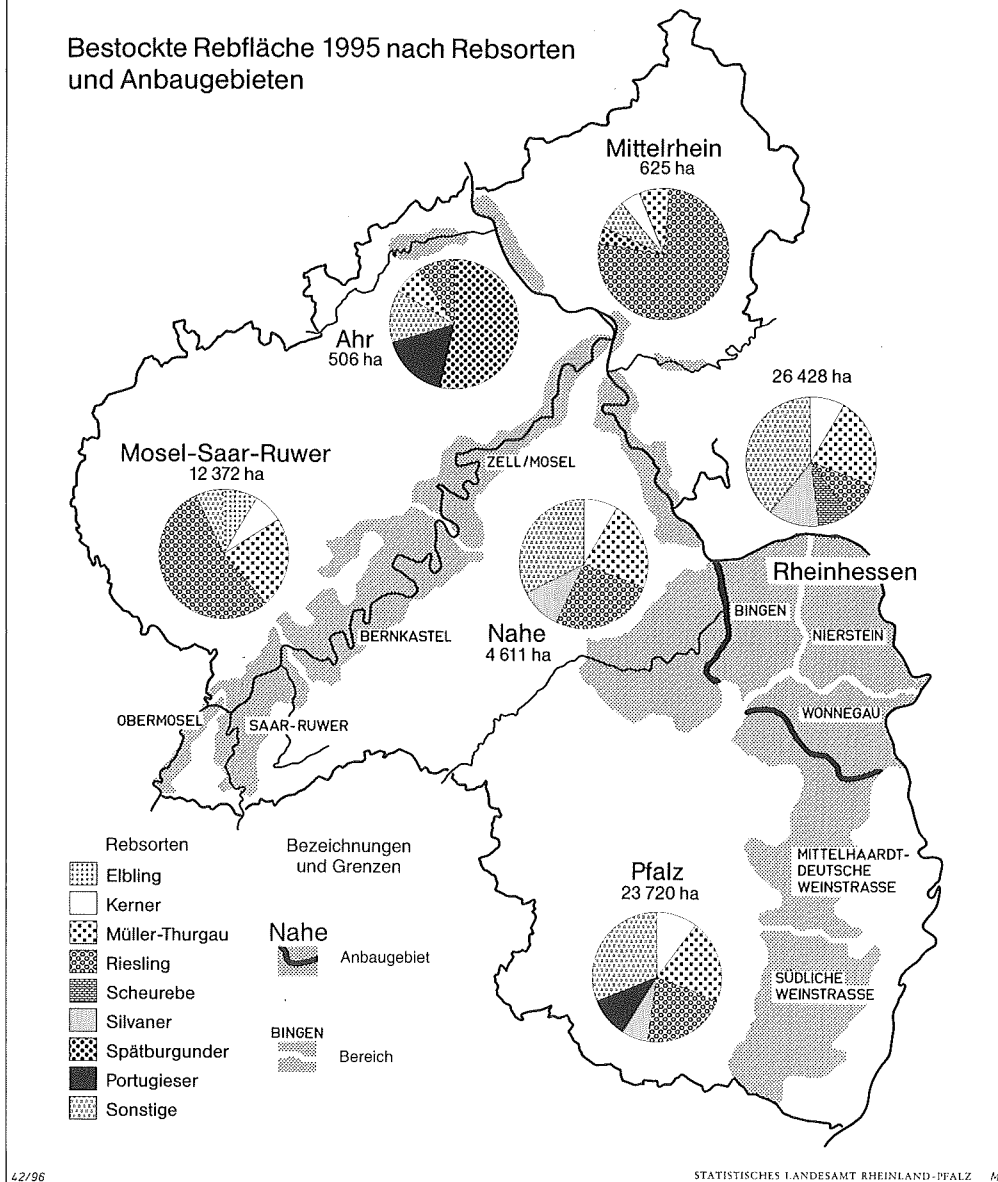 Bestockte Rebfläche 1995 nach Rebsorten
und Anbaugebieten
Mittelrhein
625 ha
Ahr
506 ha
26 428 ha
Mosel-Saar-Ruwer
12 372 ha
ZELL/MOSEL
Rheinhessen
BINGEN
NIERSTEIN
BERNKASTEL
Nahe
4 611 ha
WONNEGAU
OBERMOSEL
SAAR-RUWER
Rebsorten
Elbling
Kerner
Müller-Thurgau
Riesling
Scheurebe
Silvaner
Spätburgunder
Portugieser
Sonstige
Bezeichnungen
und Grenzen
Nahe
Anbaugebiet
BINGEN
Bereich
Pfalz
23 720 ha
MITTELHAARDT-
DEUTSCHE
WEINSTRASSE
SÜDLICHE
WEINSTRASSE
42/96
STATISTISCHES LANDESAMT RHEINLAND-PFALZ M